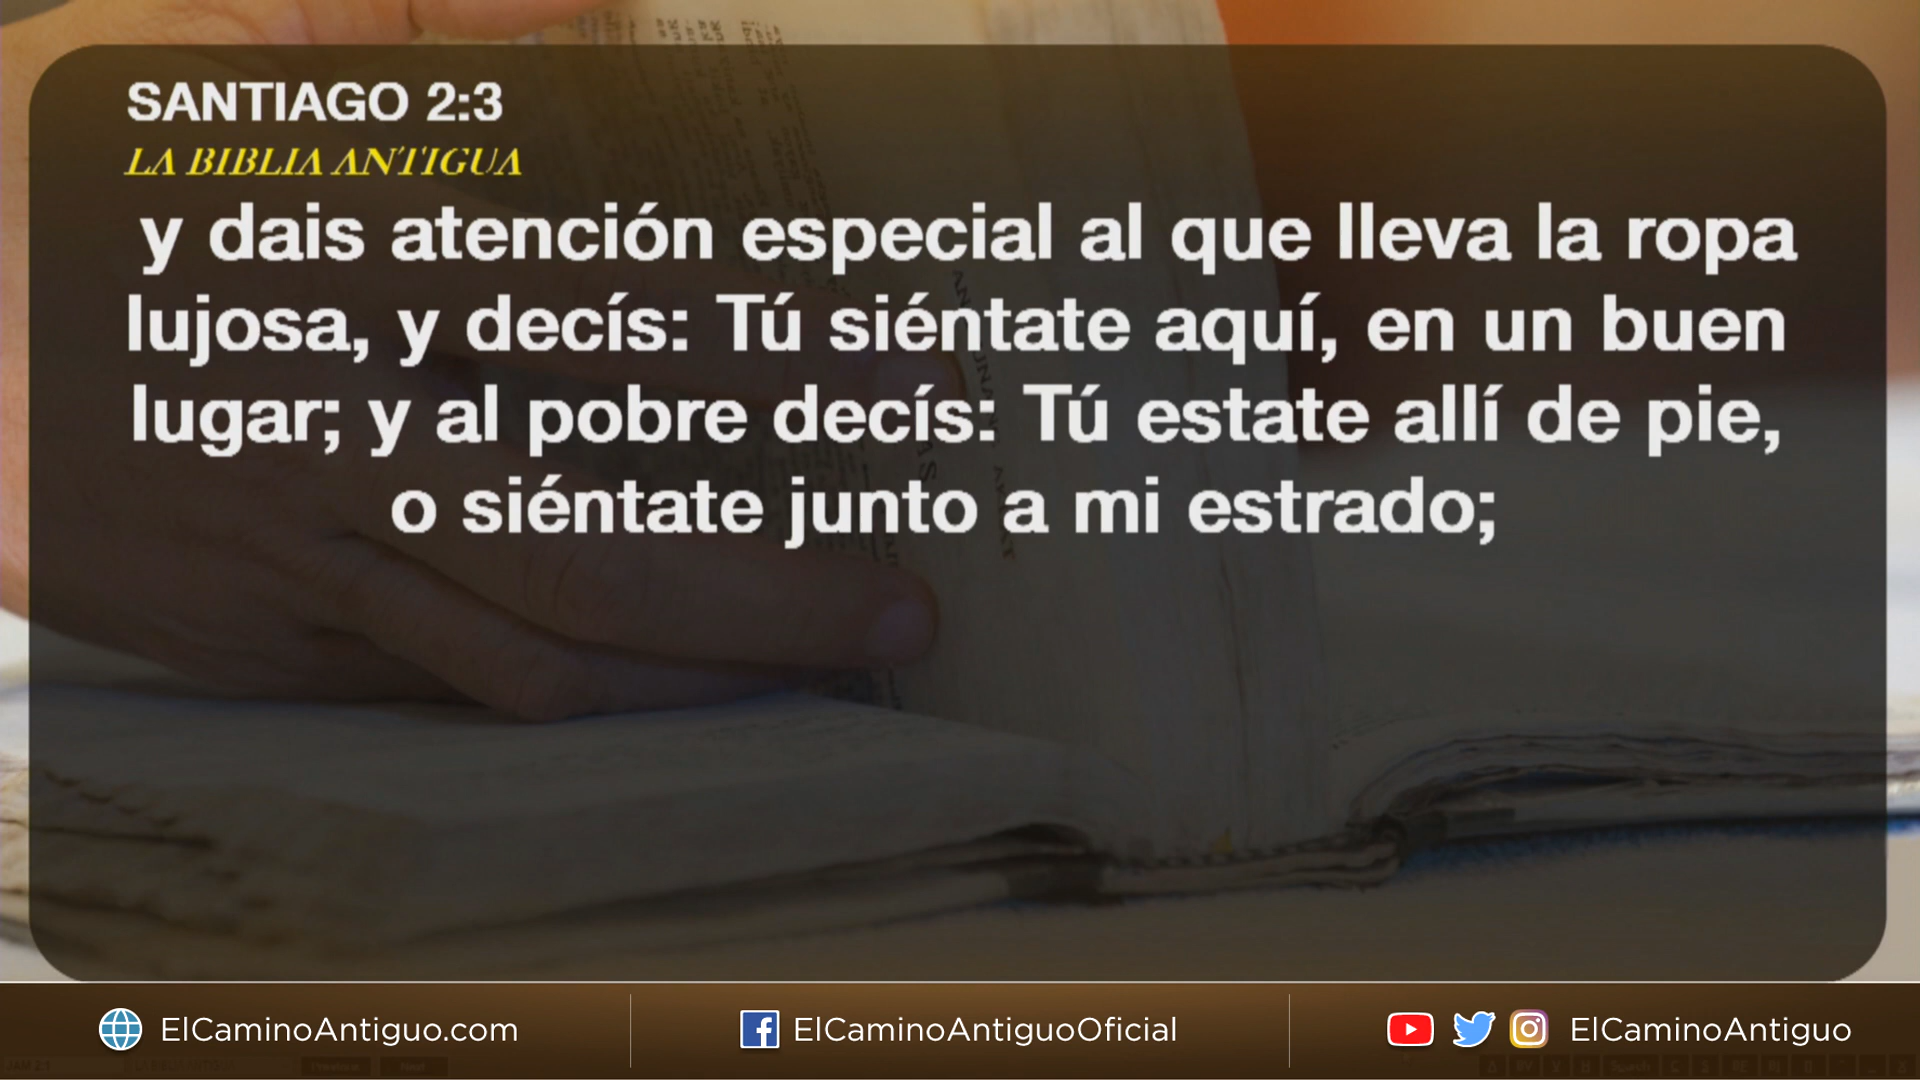 SANTIAGO 2:3
LA BIBLIA ANTIGUA
y dais atención especial al que lleva la ropa
lujosa, y decís: Tú siéntate aquí, en un buen
lugar; y al pobre decís: Tú estate allí de pie,
o siéntate junto a mi estrado;
ElCaminoAntiguo.com
ElCaminoAntiguoOficial
ElCaminoAntiguo